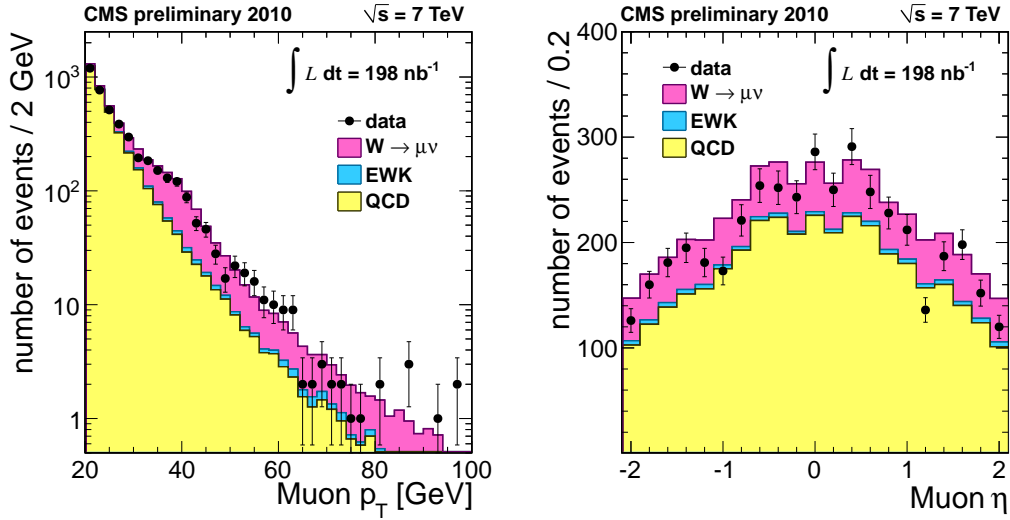 CMS preliminary 2010 √s = 7 TeV
∫ L dt = 198 nb⁻¹
data
W → μν
EWK
QCD
number of events / 2 GeV
10³
10²
10
1
20 40 60 80 100
Muon p_T [GeV]
CMS preliminary 2010 √s = 7 TeV
∫ L dt = 198 nb⁻¹
data
W → μν
EWK
QCD
number of events / 0.2
400
300
200
100
-2 -1 0 1 2
Muon η